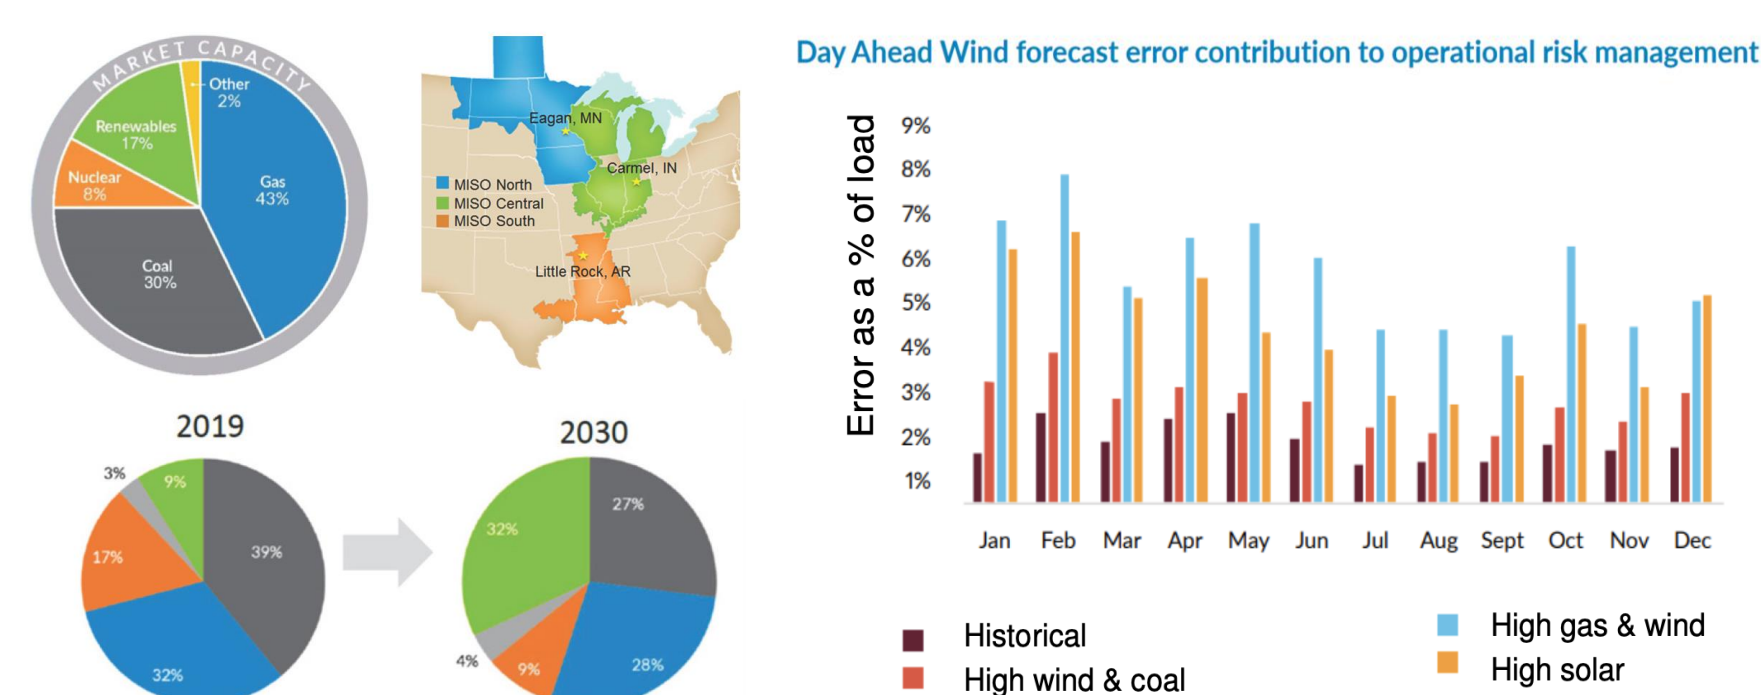 MARKET CAPACITY
Other
2%
Renewables
17%
Nuclear
8%
Gas
43%
Coal
30%
Eagan, MN
Carmel, IN
MISO North
MISO Central
MISO South
Little Rock, AR
2019
3%
9%
17%
39%
32%
2030
27%
32%
4%
9%
28%
Day Ahead Wind forecast error contribution to operational risk management
Error as a % of load
9%
8%
7%
6%
5%
4%
3%
2%
1%
Jan Feb Mar Apr May Jun Jul Aug Sept Oct Nov Dec
Historical
High wind & coal
High gas & wind
High solar